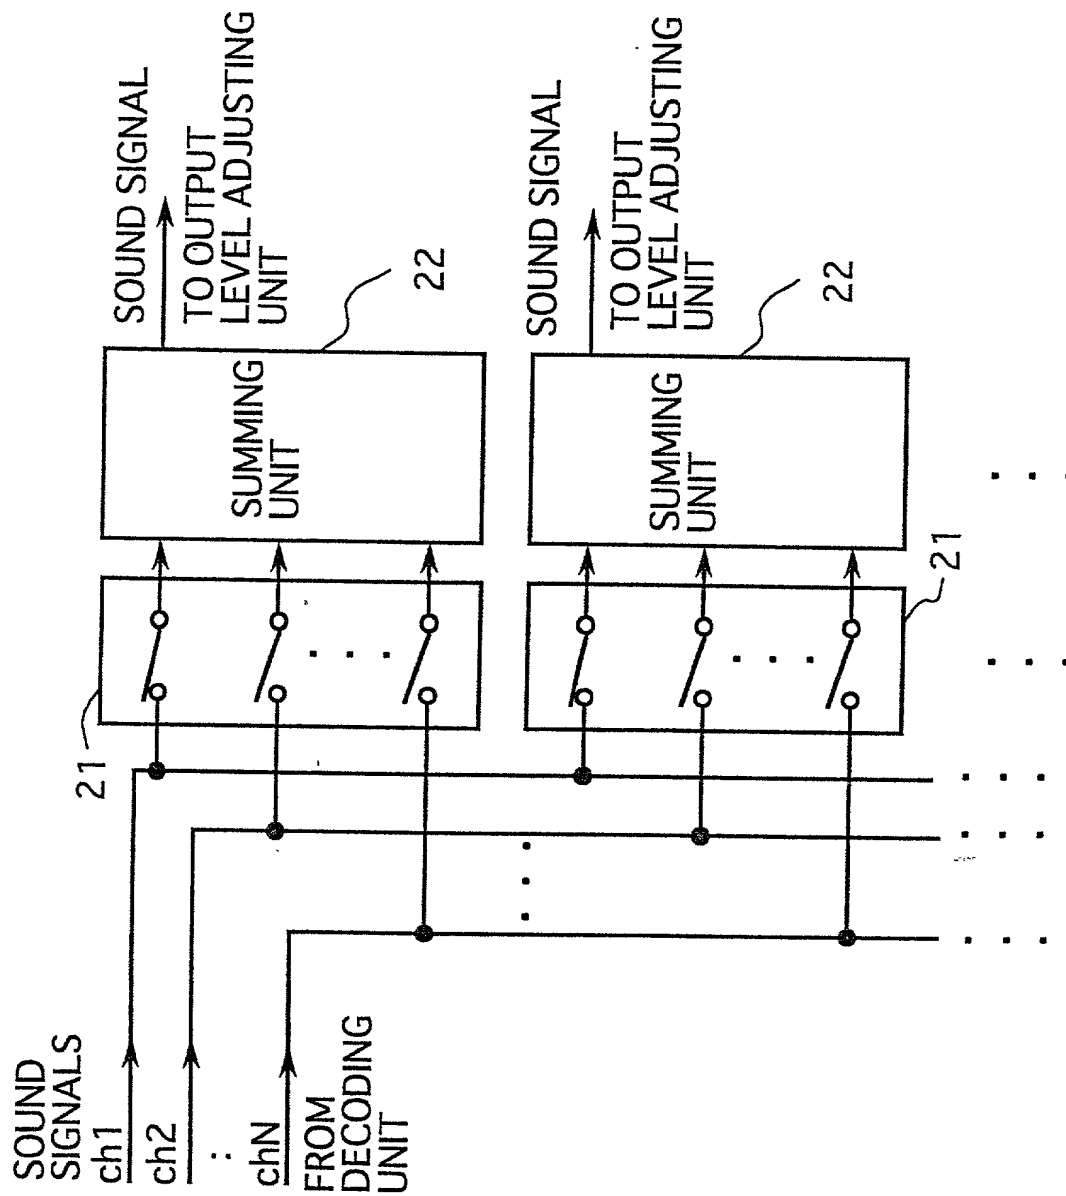 SOUND
SIGNALS
ch1
ch2
:
chN
FROM
DECODING
UNIT
21
SUMMING
UNIT
22
SOUND SIGNAL
TO OUTPUT
LEVEL ADJUSTING
UNIT
21
SUMMING
UNIT
22
SOUND SIGNAL
TO OUTPUT
LEVEL ADJUSTING
UNIT